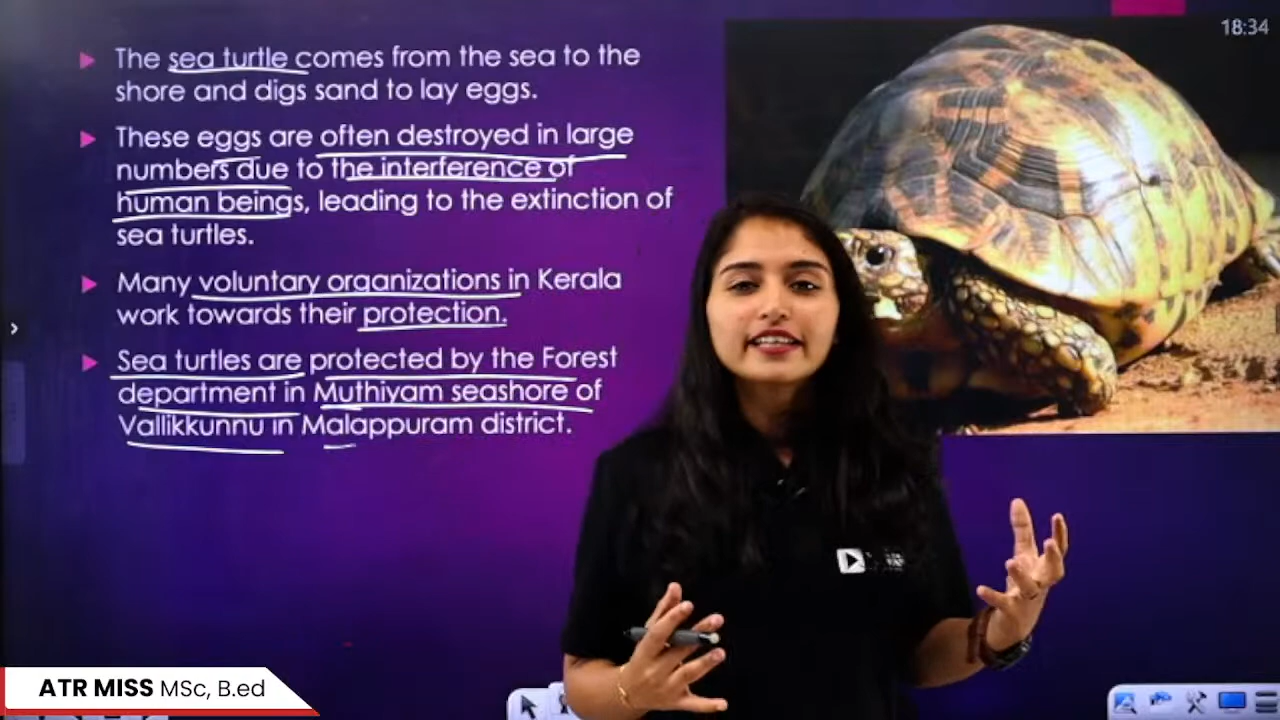 18:34
The sea turtle comes from the sea to the
shore and digs sand to lay eggs.
These eggs are often destroyed in large
numbers due to the interference of
human beings, leading to the extinction of
sea turtles.
Many voluntary organizations in Kerala
work towards their protection.
Sea turtles are protected by the Forest
department in Muthiyam seashore of
Vallikkunnu in Malappuram district.
ATR MISS MSc, B.ed